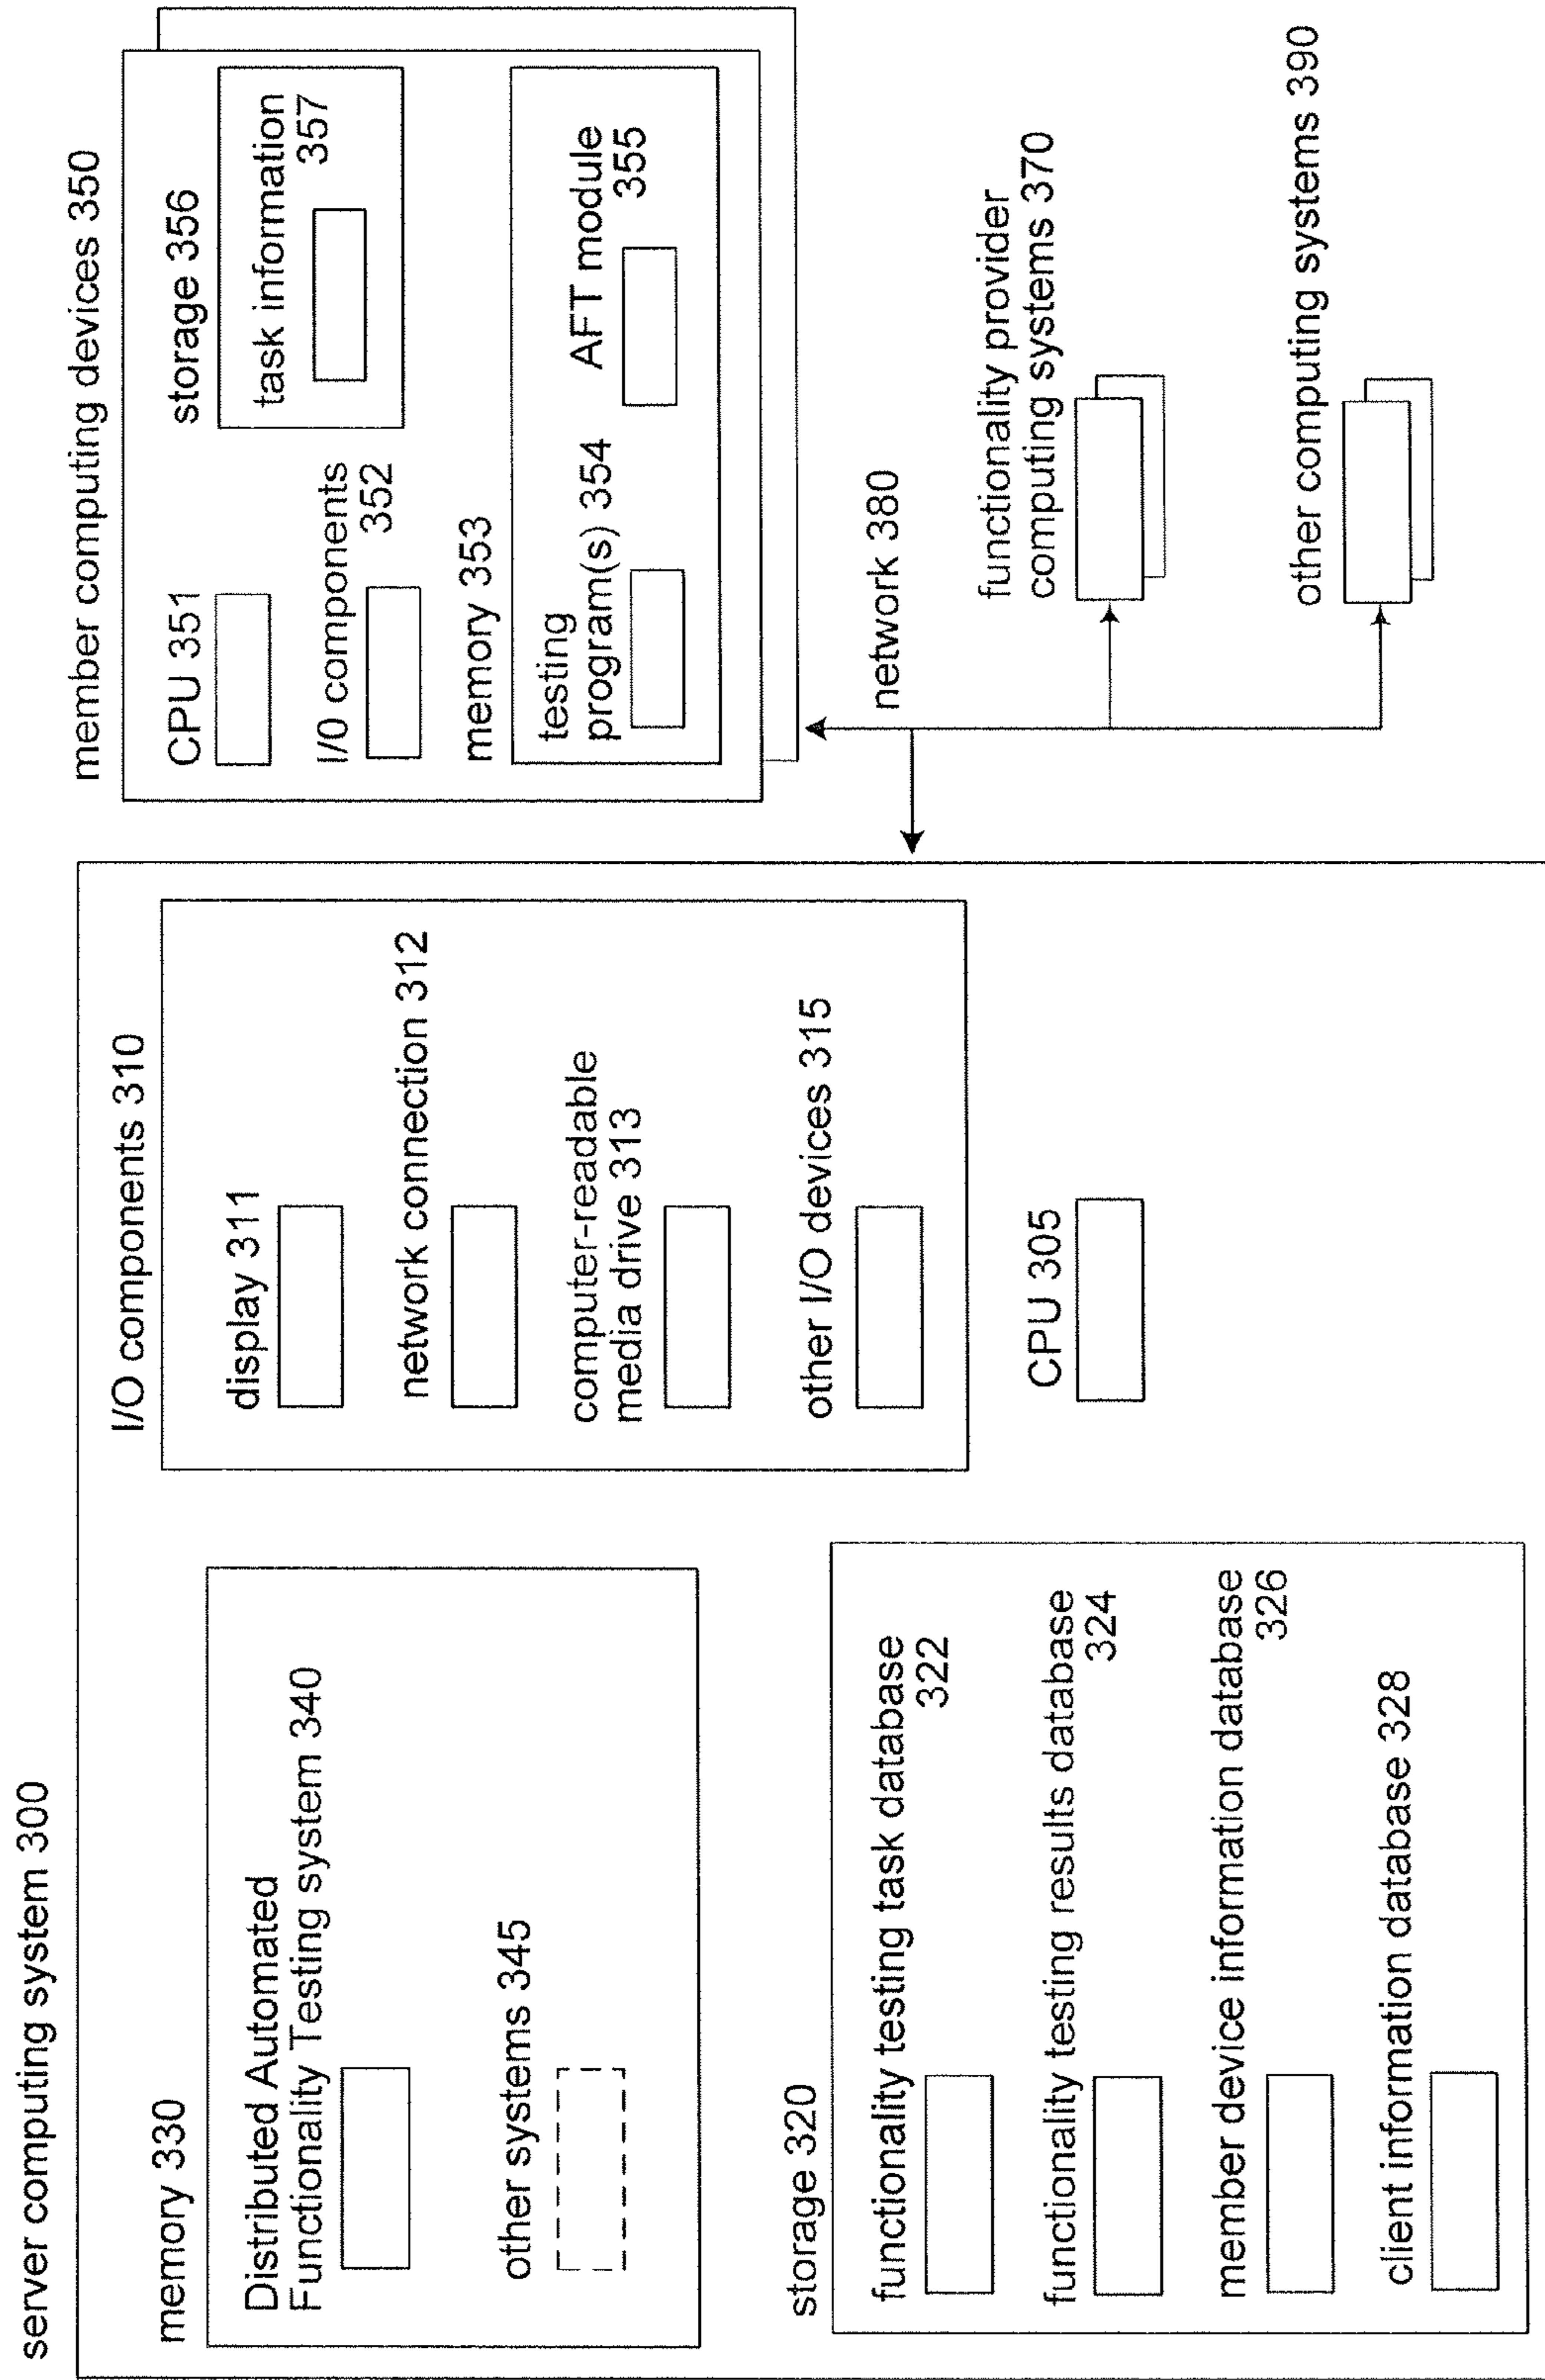 server computing system 300
memory 330
Distributed Automated
Functionality Testing system 340
other systems 345
storage 320
functionality testing task database
322
functionality testing results database
324
member device information database
326
client information database 328
I/O components 310
display 311
network connection 312
computer-readable
media drive 313
other I/O devices 315
CPU 305
member computing devices 350
CPU 351
I/0 components
352
storage 356
task information
357
memory 353
testing
program(s) 354
AFT module
355
network 380
functionality provider
computing systems 370
other computing systems 390